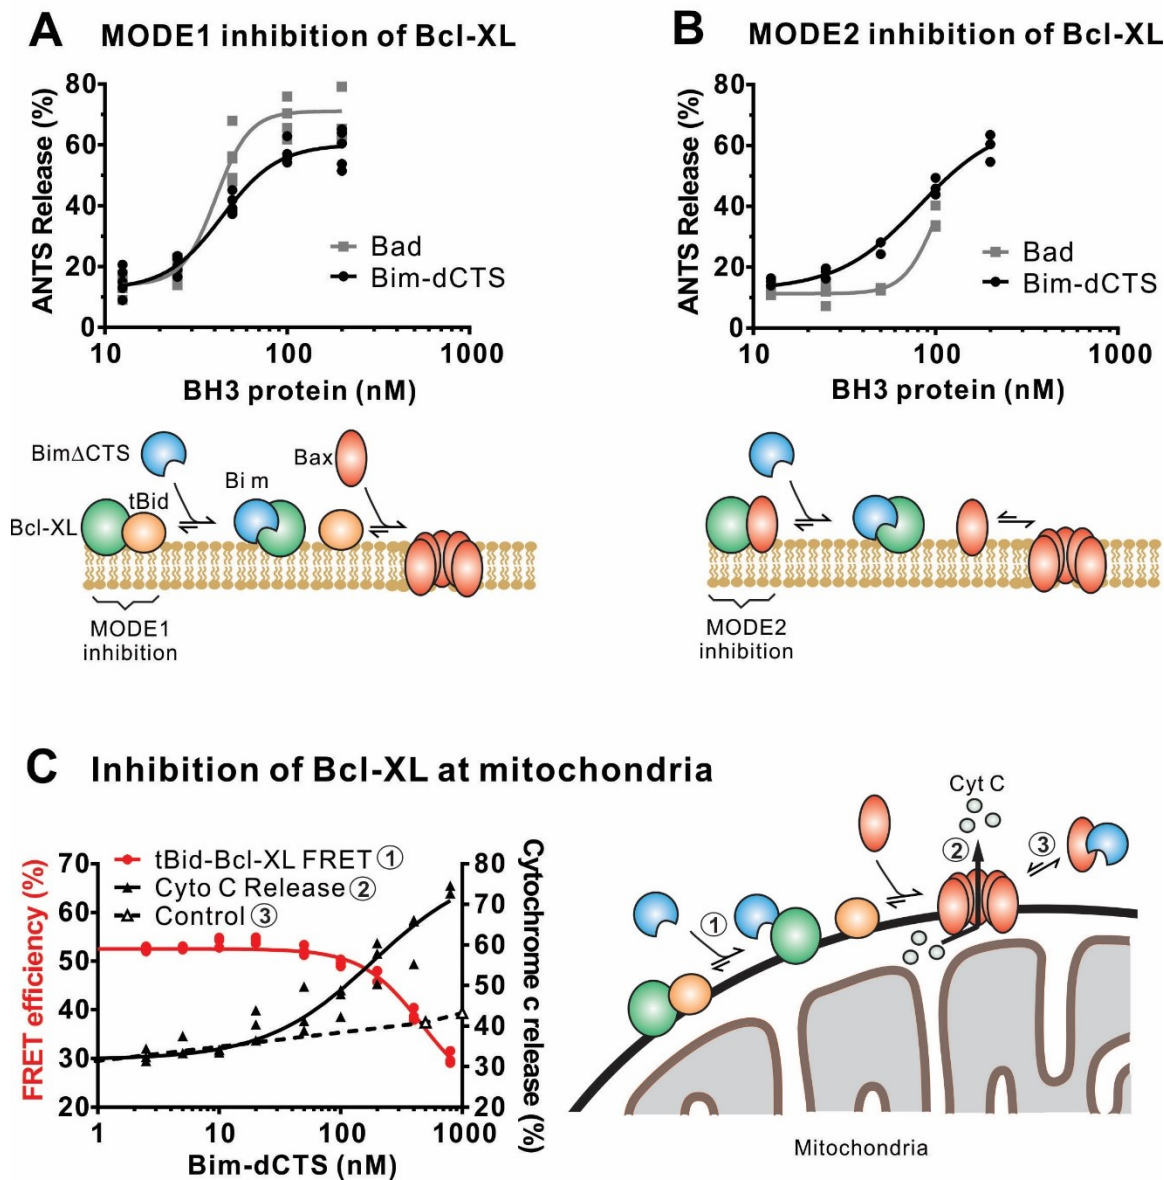 A MODE1 inhibition of Bcl-XL
ANTS Release (%)
80
60
40
20
0
Bad
Bim-dCTS
10 100 1000
BH3 protein (nM)
BimΔCTS
Bax
tBid
Bim
Bcl-XL
MODE1
inhibition
B MODE2 inhibition of Bcl-XL
ANTS Release (%)
80
60
40
20
0
Bad
Bim-dCTS
10 100 1000
BH3 protein (nM)
MODE2
inhibition
C Inhibition of Bcl-XL at mitochondria
FRET efficiency (%)
70
60
50
40
30
20
tBid-Bcl-XL FRET ①
Cyto C Release ②
Control ③
80
70
60
50
40
30
20
Cytochrome c release (%)
1 10 100 1000
Bim-dCTS (nM)
Cyt C
①
②
③
Mitochondria